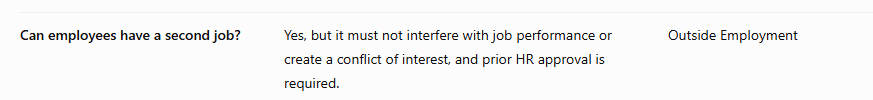 Can employees have a second job?
Yes, but it must not interfere with job performance or
create a conflict of interest, and prior HR approval is
required.
Outside Employment